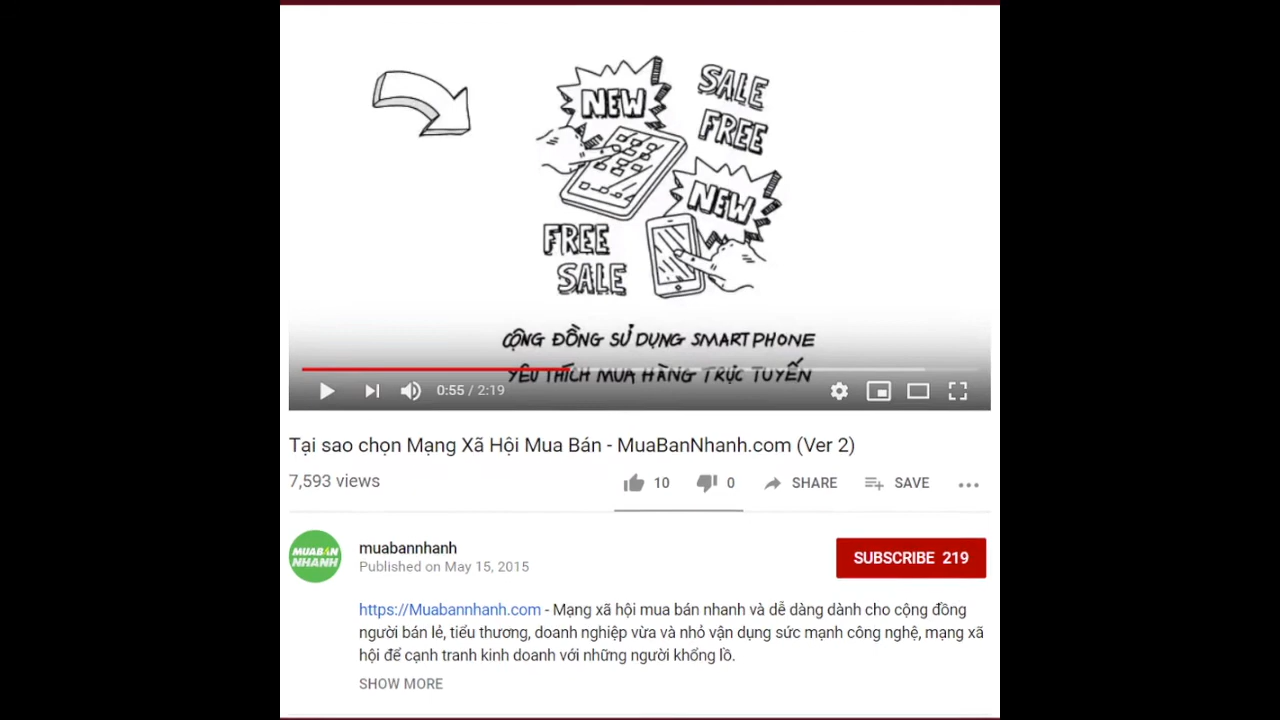 NEW
SALE
FREE
NEW
FREE
SALE
CỘNG ĐỒNG SỬ DỤNG SMARTPHONE
YÊU THÍCH MUA HÀNG TRỰC TUYẾN
0:55 / 2:19
Tại sao chọn Mạng Xã Hội Mua Bán - MuaBanNhanh.com (Ver 2)
7,593 views
10
0
SHARE
SAVE
MUABÁN
NHANH
muabannhanh
Published on May 15, 2015
SUBSCRIBE 219
https://Muabannhanh.com - Mạng xã hội mua bán nhanh và dễ dàng dành cho cộng đồng
người bán lẻ, tiểu thương, doanh nghiệp vừa và nhỏ vận dụng sức mạnh công nghệ, mạng xã
hội để cạnh tranh kinh doanh với những người khổng lồ.
SHOW MORE